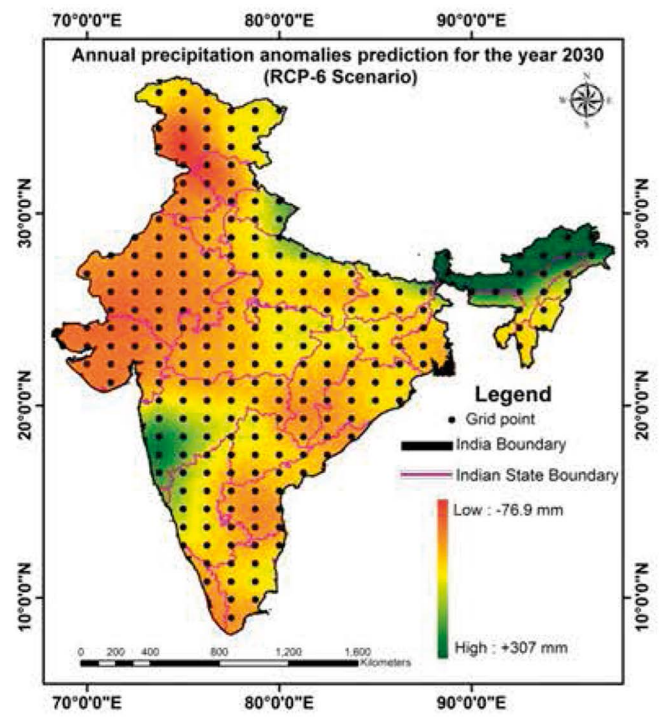 70°0'0"E 80°0'0"E 90°0'0"E
Annual precipitation anomalies prediction for the year 2030
(RCP-6 Scenario)
N
W E
S
30°0'0"N 30°0'0"N
20°0'0"N 20°0'0"N
10°0'0"N 10°0'0"N
Legend
Grid point
India Boundary
Indian State Boundary
Low : -76.9 mm
High : +307 mm
0 200 400 800 1,200 1,600
Kilometers
70°0'0"E 80°0'0"E 90°0'0"E